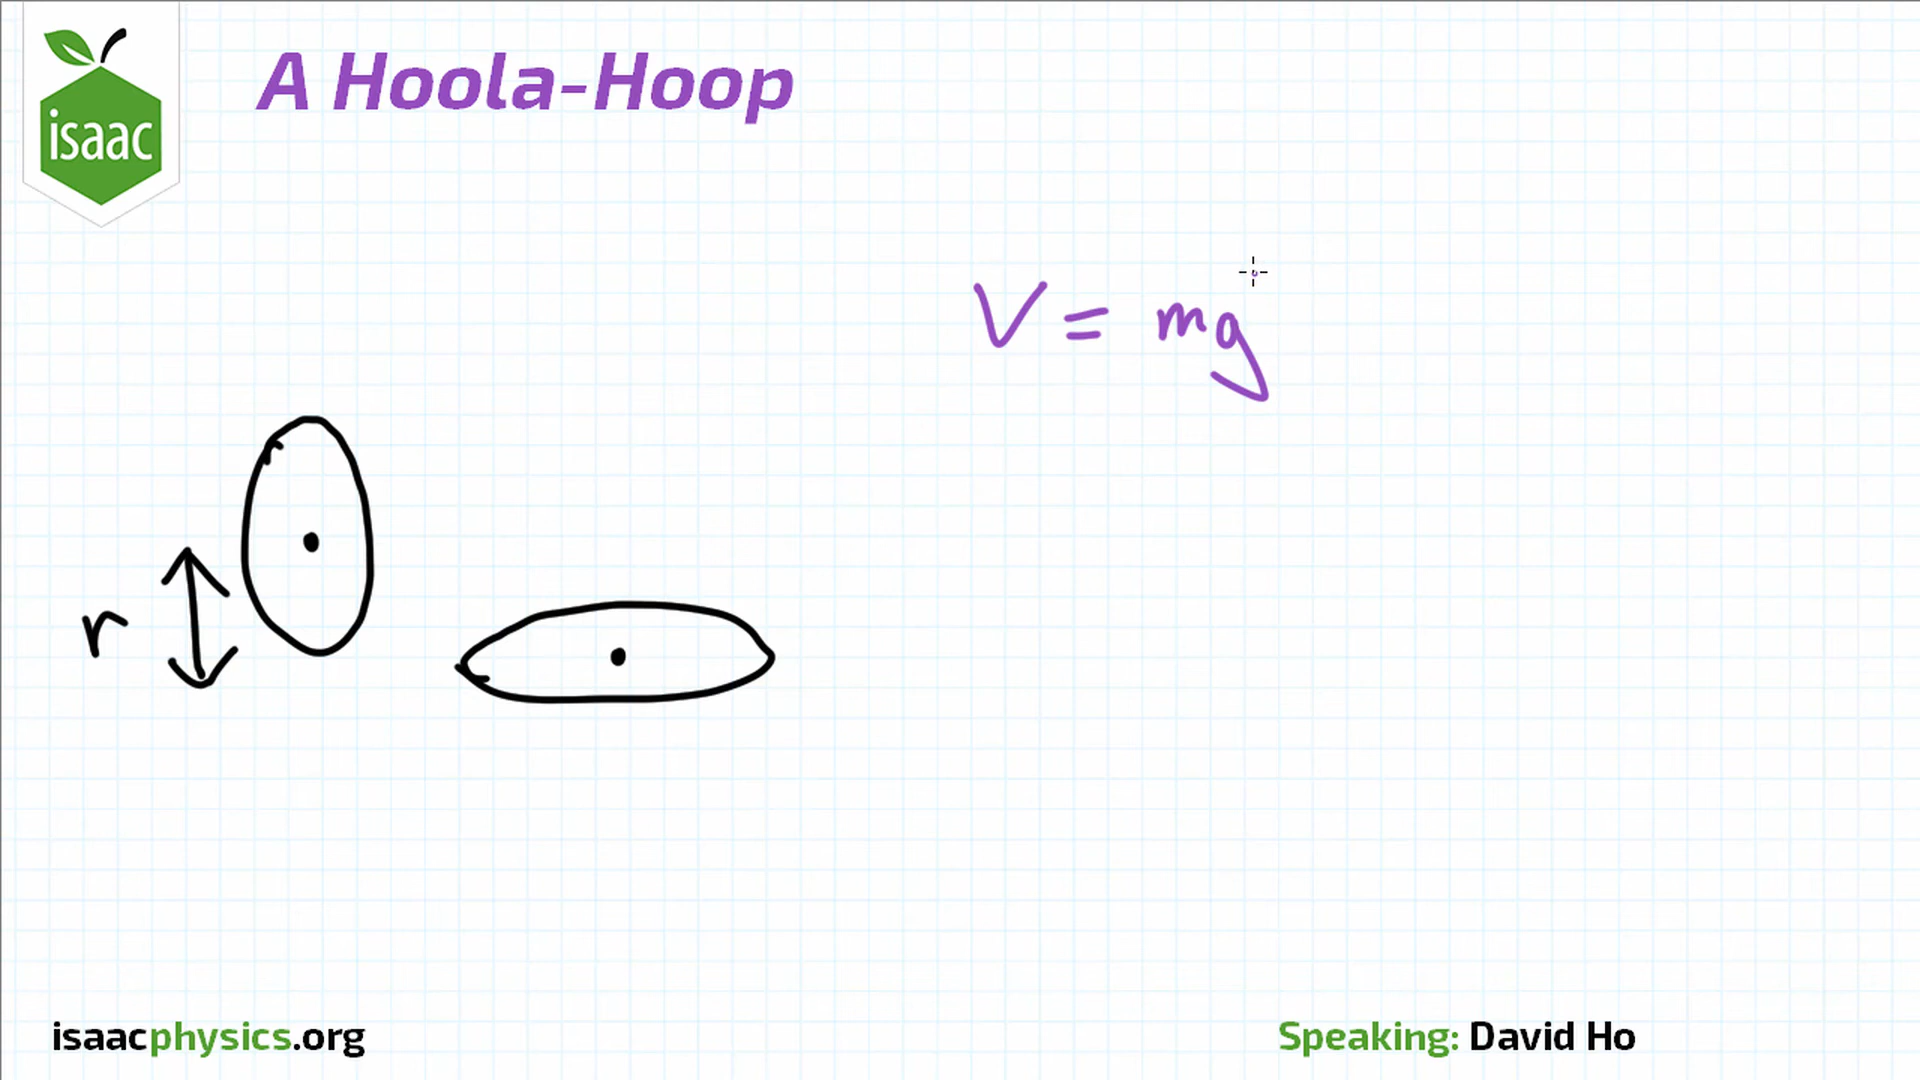 isaac
A Hoola-Hoop
V = mg
r
isaacphysics.org
Speaking: David Ho